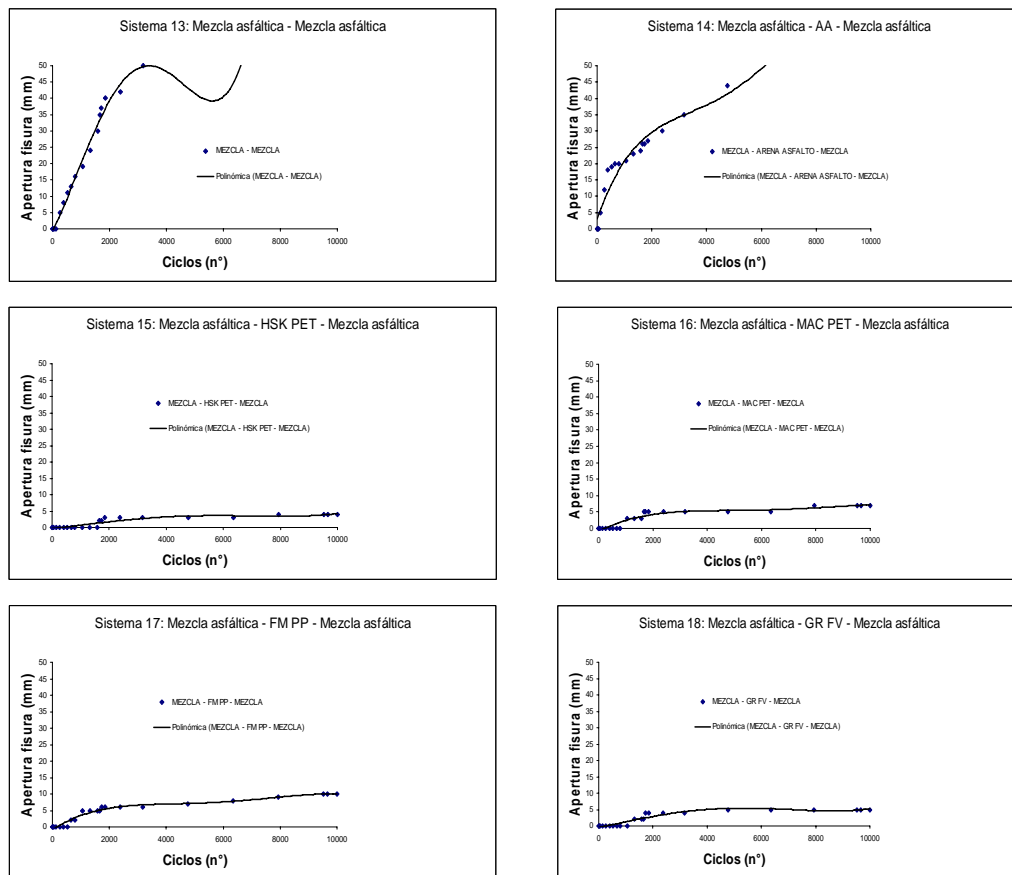 Sistema 13: Mezcla asfáltica - Mezcla asfáltica
Apertura fisura (mm)
50
45
40
35
30
25
20
15
10
5
0
MEZCLA - MEZCLA
Polinómica (MEZCLA - MEZCLA)
0 2000 4000 6000 8000 10000
Ciclos (n°)
Sistema 14: Mezcla asfáltica - AA - Mezcla asfáltica
Apertura fisura (mm)
50
45
40
35
30
25
20
15
10
5
0
MEZCLA - ARENA ASFALTO - MEZCLA
Polinómica (MEZCLA - ARENA ASFALTO - MEZCLA)
0 2000 4000 6000 8000 10000
Ciclos (n°)
Sistema 15: Mezcla asfáltica - HSK PET - Mezcla asfáltica
Apertura fisura (mm)
50
45
40
35
30
25
20
15
10
5
0
MEZCLA - HSK PET - MEZCLA
Polinómica (MEZCLA - HSK PET - MEZCLA)
0 2000 4000 6000 8000 10000
Ciclos (n°)
Sistema 16: Mezcla asfáltica - MAC PET - Mezcla asfáltica
Apertura fisura (mm)
50
45
40
35
30
25
20
15
10
5
0
MEZCLA - MAC PET - MEZCLA
Polinómica (MEZCLA - MAC PET - MEZCLA)
0 2000 4000 6000 8000 10000
Ciclos (n°)
Sistema 17: Mezcla asfáltica - FM PP - Mezcla asfáltica
Apertura fisura (mm)
50
45
40
35
30
25
20
15
10
5
0
MEZCLA - FM PP - MEZCLA
Polinómica (MEZCLA - FM PP - MEZCLA)
0 2000 4000 6000 8000 10000
Ciclos (n°)
Sistema 18: Mezcla asfáltica - GR FV - Mezcla asfáltica
Apertura fisura (mm)
50
45
40
35
30
25
20
15
10
5
0
MEZCLA - GR FV - MEZCLA
Polinómica (MEZCLA - GR FV - MEZCLA)
0 2000 4000 6000 8000 10000
Ciclos (n°)